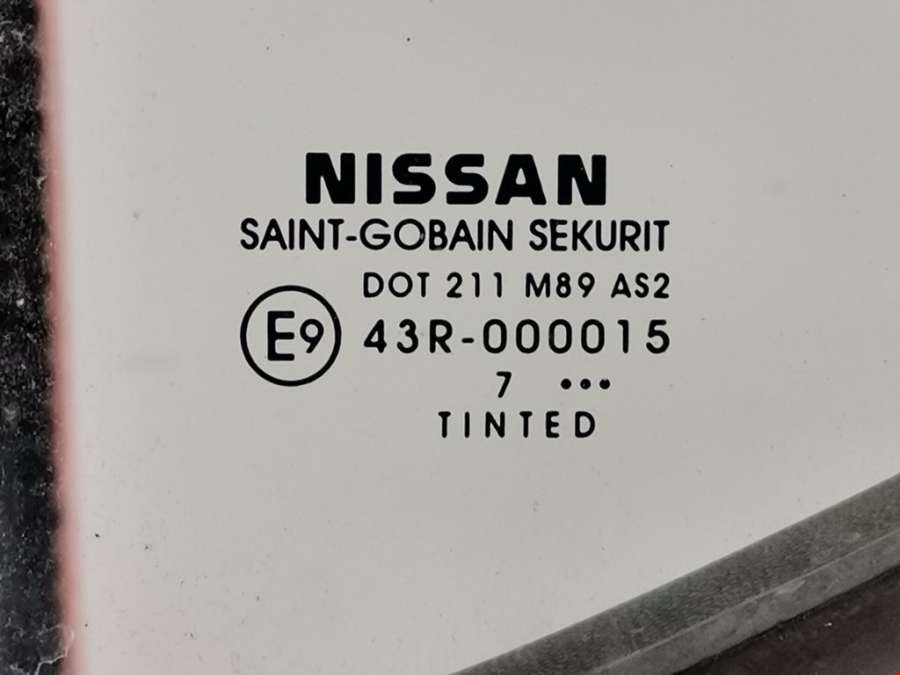 NISSAN
SAINT-GOBAIN SEKURIT
DOT 211 M89 AS2
E9 43R-000015
7 •••
TINTED